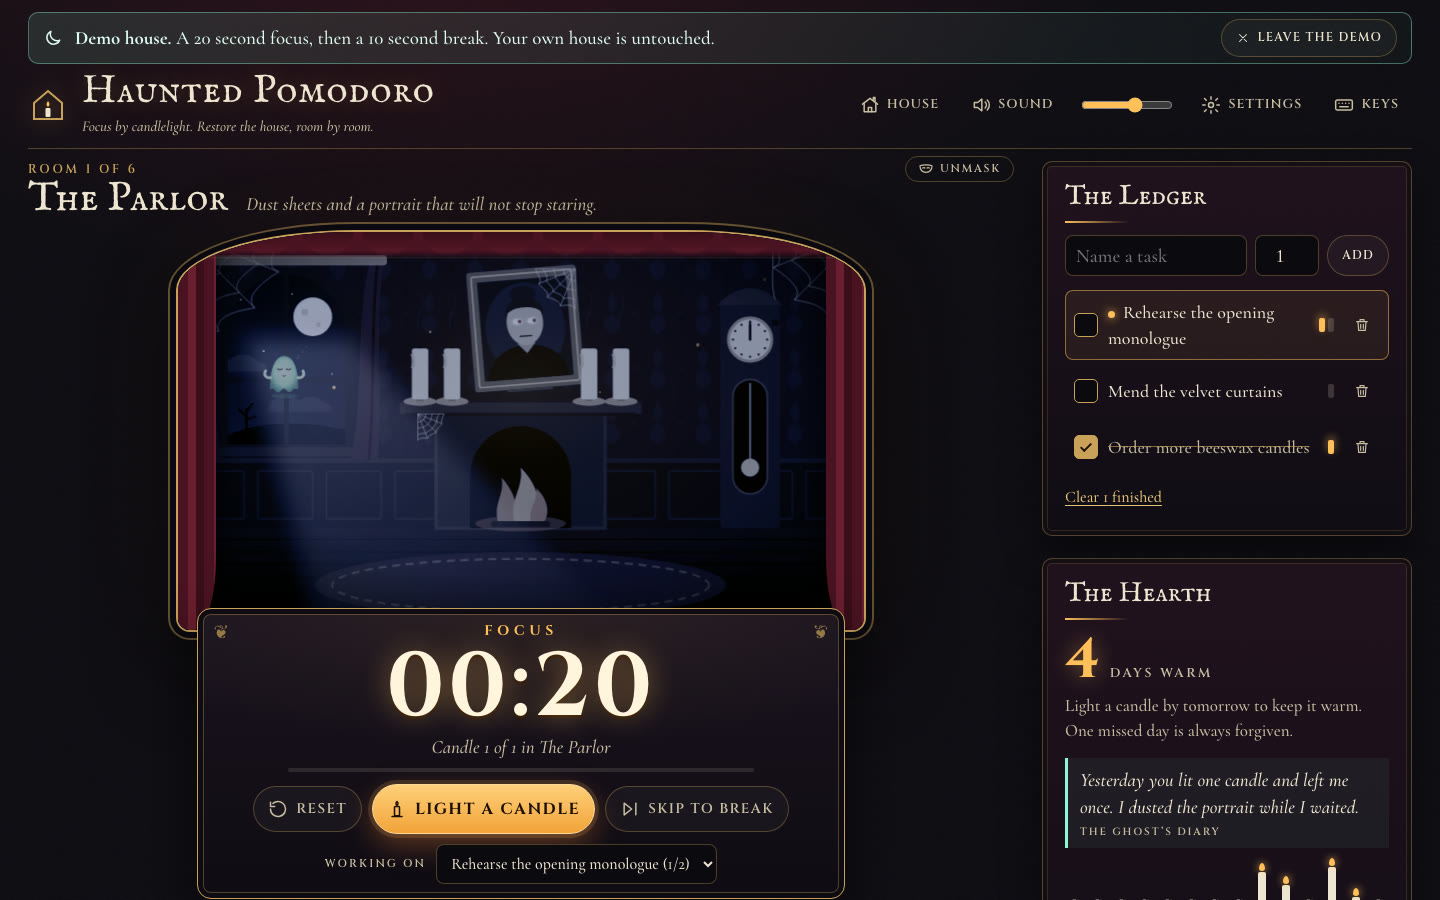 Demo house. A 20 second focus, then a 10 second break. Your own house is untouched.
LEAVE THE DEMO
Haunted Pomodoro
Focus by candlelight. Restore the house, room by room.
HOUSE
SOUND
SETTINGS
KEYS
ROOM 1 OF 6
The Parlor
Dust sheets and a portrait that will not stop staring.
UNMASK
FOCUS
00:20
Candle 1 of 1 in The Parlor
RESET
LIGHT A CANDLE
SKIP TO BREAK
WORKING ON
Rehearse the opening monologue (1/2)
The Ledger
Name a task
1
ADD
Rehearse the opening
monologue
Mend the velvet curtains
Order more beeswax candles
Clear 1 finished
The Hearth
4
DAYS WARM
Light a candle by tomorrow to keep it warm.
One missed day is always forgiven.
Yesterday you lit one candle and left me
once. I dusted the portrait while I waited.
THE GHOST'S DIARY